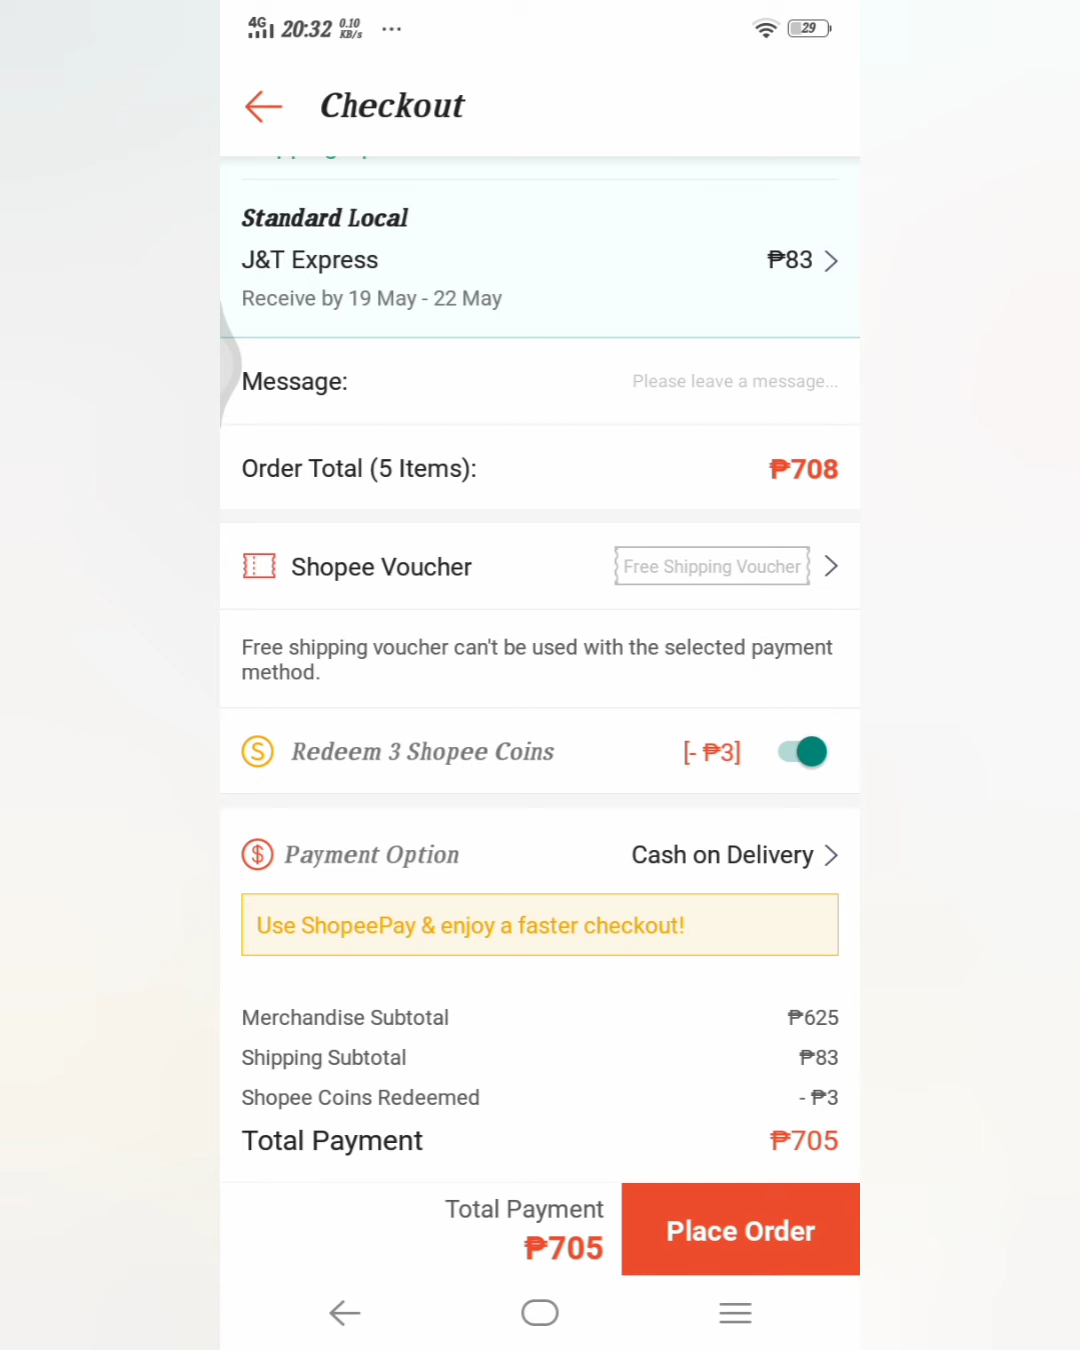 4G 20:32 0.10 KB/s ... 29
Checkout
Standard Local
J&T Express ₱83
Receive by 19 May - 22 May
Message: Please leave a message...
Order Total (5 Items): ₱708
Shopee Voucher Free Shipping Voucher
Free shipping voucher can't be used with the selected payment
method.
S Redeem 3 Shopee Coins [- ₱3]
$ Payment Option Cash on Delivery
Use ShopeePay & enjoy a faster checkout!
Merchandise Subtotal ₱625
Shipping Subtotal ₱83
Shopee Coins Redeemed - ₱3
Total Payment ₱705
Total Payment
₱705
Place Order